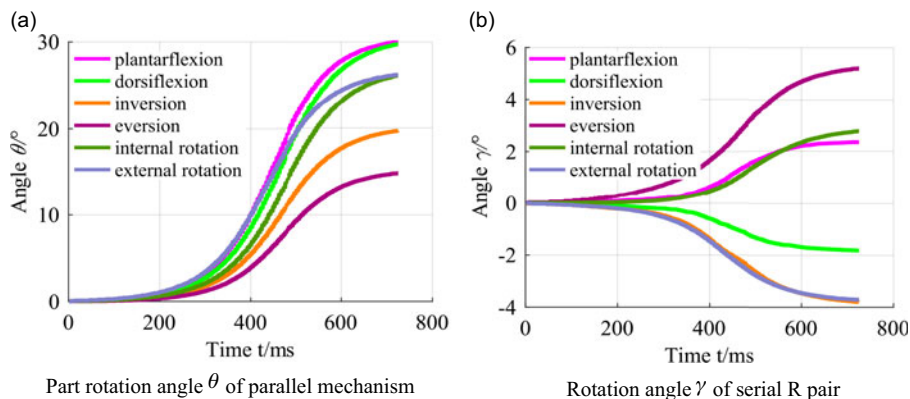 (a)
30
20
10
0
Angle θ/°
plantarflexion
dorsiflexion
inversion
eversion
internal rotation
external rotation
0 200 400 600 800
Time t/ms
Part rotation angle θ of parallel mechanism
(b)
6
4
2
0
-2
-4
Angle γ/°
plantarflexion
dorsiflexion
inversion
eversion
internal rotation
external rotation
0 200 400 600 800
Time t/ms
Rotation angle γ of serial R pair